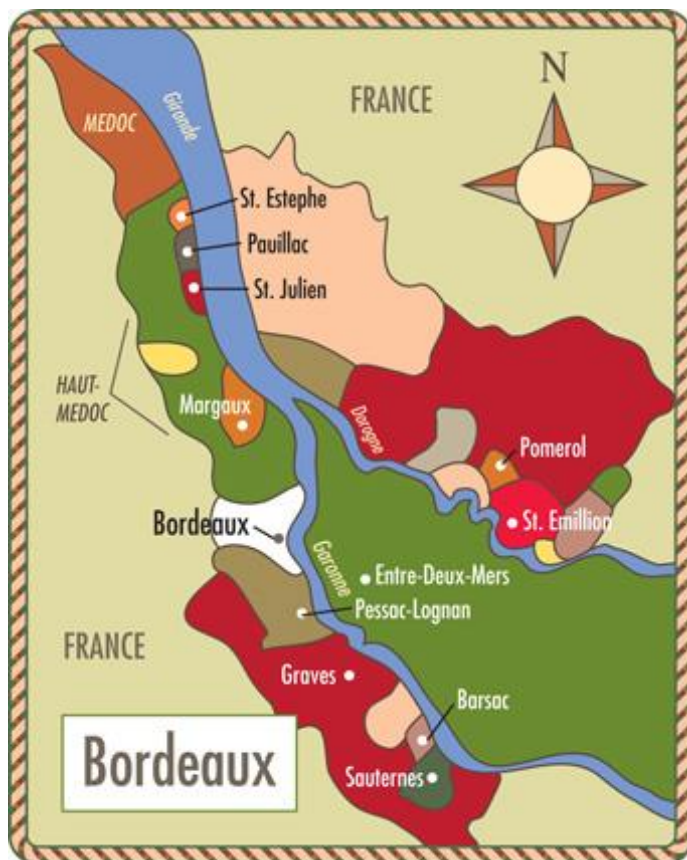 N
FRANCE
MEDOC
Gironde
St. Estephe
Pauillac
St. Julien
HAUT-
MEDOC
Margaux
Dorogne
Pomerol
St. Emillion
Bordeaux
Garonne
Entre-Deux-Mers
Pessac-Lognan
FRANCE
Graves
Barsac
Sauternes
Bordeaux